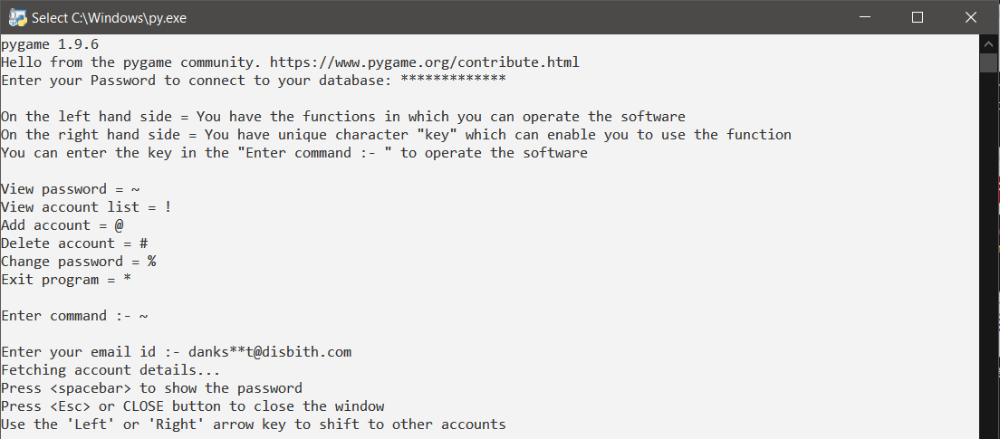 Select C:\Windows\py.exe
pygame 1.9.6
Hello from the pygame community. https://www.pygame.org/contribute.html
Enter your Password to connect to your database: *************
On the left hand side = You have the functions in which you can operate the software
On the right hand side = You have unique character "key" which can enable you to use the function
You can enter the key in the "Enter command :- " to operate the software
View password = ~
View account list = !
Add account = @
Delete account = #
Change password = %
Exit program = *
Enter command :- ~
Enter your email id :- danks**t@disbith.com
Fetching account details...
Press <spacebar> to show the password
Press <Esc> or CLOSE button to close the window
Use the 'Left' or 'Right' arrow key to shift to other accounts